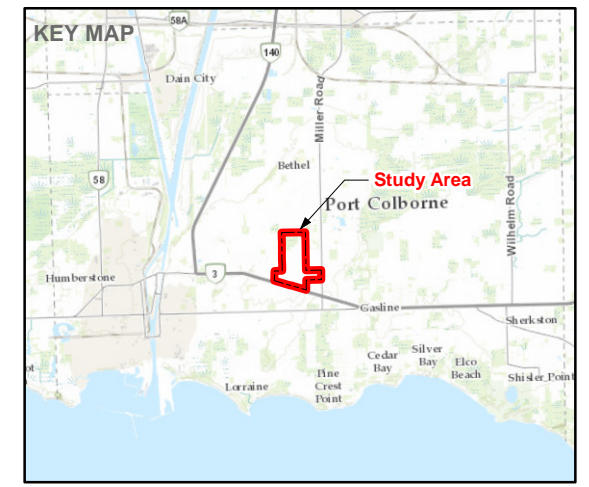 KEY MAP
58A
140
Dain City
Miller Road
Bethel
58
Study Area
Port Colborne
Wilhelm Road
Humberstone
3
Gasline
Sherkston
Cedar
Bay
Silver
Bay
Elco
Beach
Pine
Crest
Point
Lorraine
Shisler Point
ot